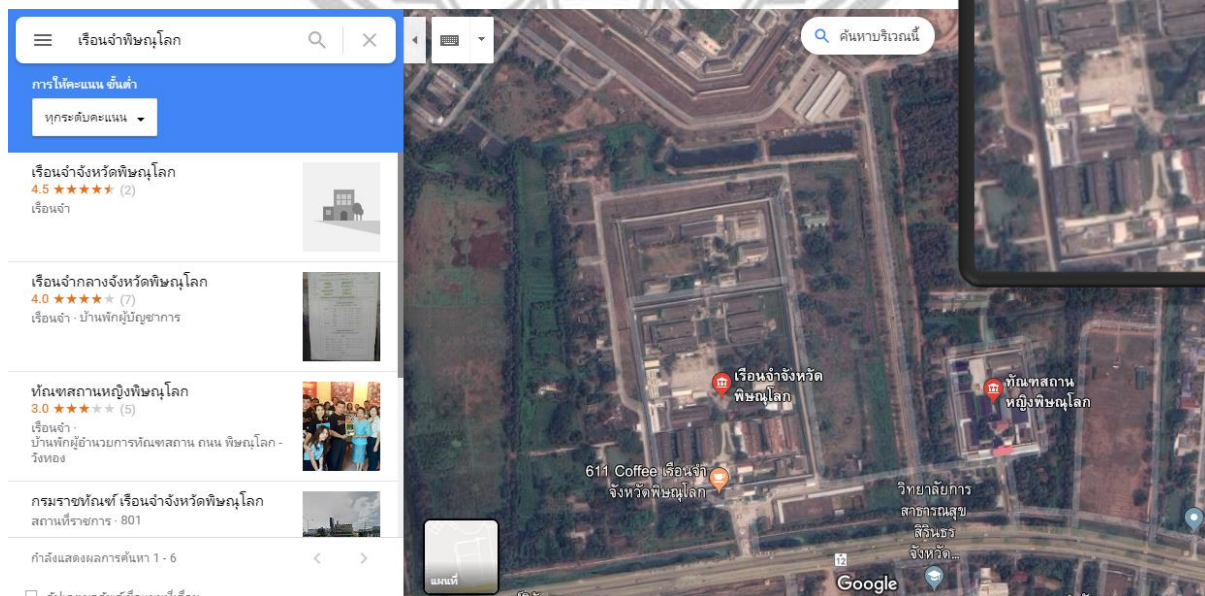 เรือนจำพิษณุโลก
การให้คะแนน ขั้นต่ำ
ทุกระดับคะแนน
เรือนจำจังหวัดพิษณุโลก
4.5 ★★★★★ (2)
เรือนจำ
เรือนจำกลางจังหวัดพิษณุโลก
4.0 ★★★★★ (7)
เรือนจำ · บ้านพักผู้บัญชาการ
ทัณฑสถานหญิงพิษณุโลก
3.0 ★★★★★ (5)
เรือนจำ ·
บ้านพักผู้อำนวยการทัณฑสถาน ถนน พิษณุโลก -
วังทอง
กรมราชทัณฑ์ เรือนจำจังหวัดพิษณุโลก
สถานที่ราชการ · 801
กำลังแสดงผลการค้นหา 1 - 6
ค้นหาบริเวณนี้
เรือนจำจังหวัด
พิษณุโลก
ทัณฑสถาน
หญิงพิษณุโลก
611 Coffee เรือนจำ
จังหวัดพิษณุโลก
วิทยาลัยการ
สาธารณสุข
สิรินธร
จังหวัด...
12
แผนที่
Google